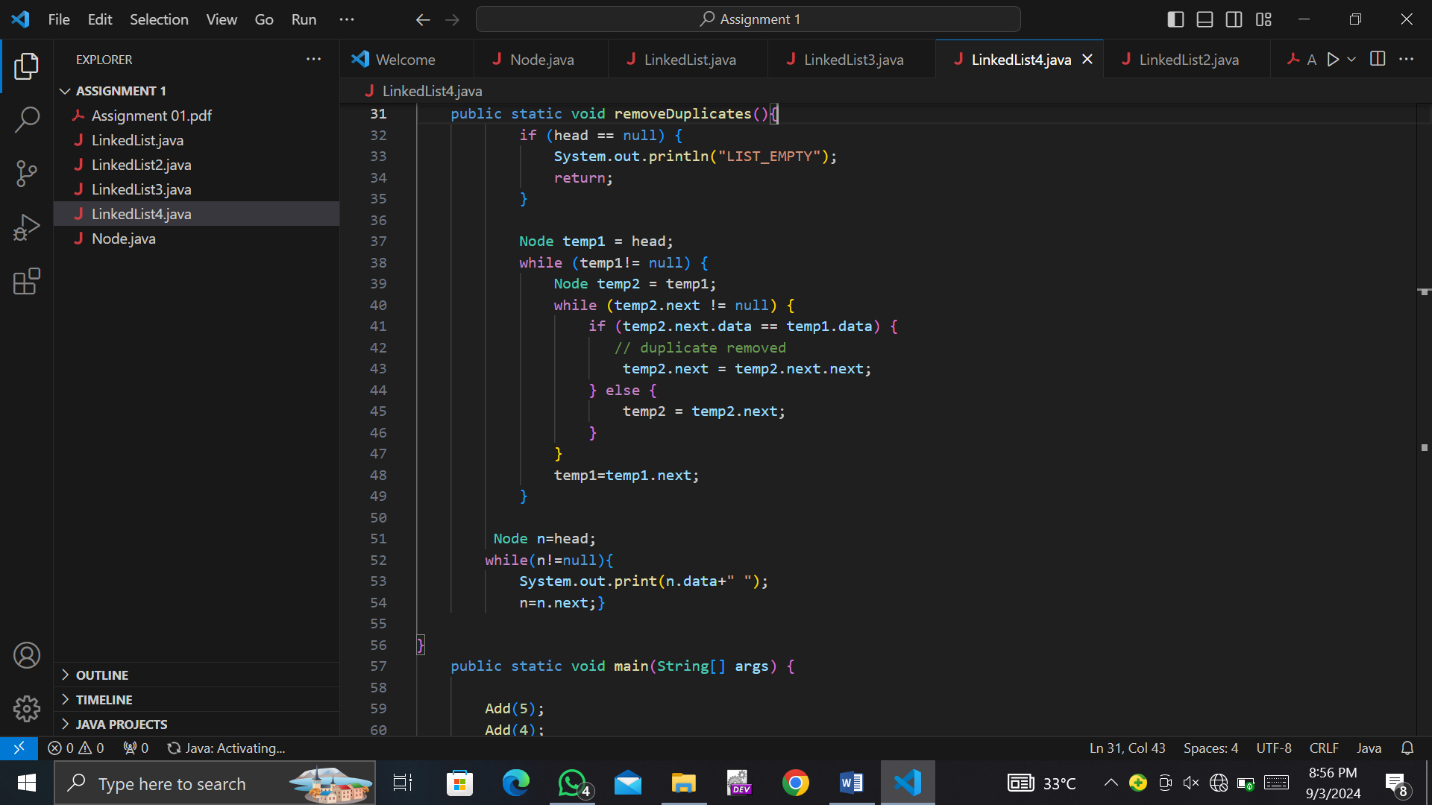 File Edit Selection View Go Run ··· Assignment 1
EXPLORER ···
Welcome Node.java LinkedList.java LinkedList3.java LinkedList4.java LinkedList2.java A
ASSIGNMENT 1
Assignment 01.pdf
LinkedList.java
LinkedList2.java
LinkedList3.java
LinkedList4.java
Node.java
OUTLINE
TIMELINE
JAVA PROJECTS
LinkedList4.java
31 public static void removeDuplicates(){
32 if (head == null) {
33 System.out.println("LIST_EMPTY");
34 return;
35 }
36
37 Node temp1 = head;
38 while (temp1!= null) {
39 Node temp2 = temp1;
40 while (temp2.next != null) {
41 if (temp2.next.data == temp1.data) {
42 // duplicate removed
43 temp2.next = temp2.next.next;
44 } else {
45 temp2 = temp2.next;
46 }
47 }
48 temp1=temp1.next;
49 }
50
51 Node n=head;
52 while(n!=null){
53 System.out.print(n.data+" ");
54 n=n.next;}
55
56 }
57 public static void main(String[] args) {
58
59 Add(5);
60 Add(4);
0 0 0 Java: Activating... Ln 31, Col 43 Spaces: 4 UTF-8 CRLF Java
Type here to search DEV 4 33°C 8:56 PM
9/3/2024 8